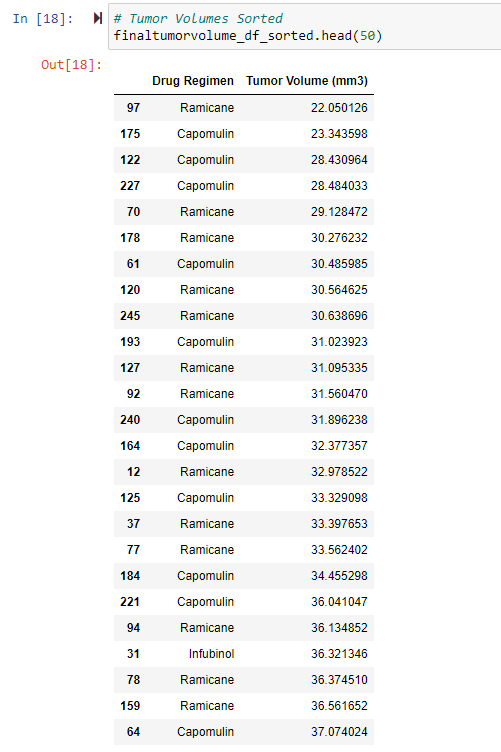 In [18]: # Tumor Volumes Sorted
finaltumorvolume_df_sorted.head(50)
Out[18]:
Drug Regimen Tumor Volume (mm3)
97 Ramicane 22.050126
175 Capomulin 23.343598
122 Capomulin 28.430964
227 Capomulin 28.484033
70 Ramicane 29.128472
178 Ramicane 30.276232
61 Capomulin 30.485985
120 Ramicane 30.564625
245 Ramicane 30.638696
193 Capomulin 31.023923
127 Ramicane 31.095335
92 Ramicane 31.560470
240 Capomulin 31.896238
164 Capomulin 32.377357
12 Ramicane 32.978522
125 Capomulin 33.329098
37 Ramicane 33.397653
77 Ramicane 33.562402
184 Capomulin 34.455298
221 Capomulin 36.041047
94 Ramicane 36.134852
31 Infubinol 36.321346
78 Ramicane 36.374510
159 Ramicane 36.561652
64 Capomulin 37.074024